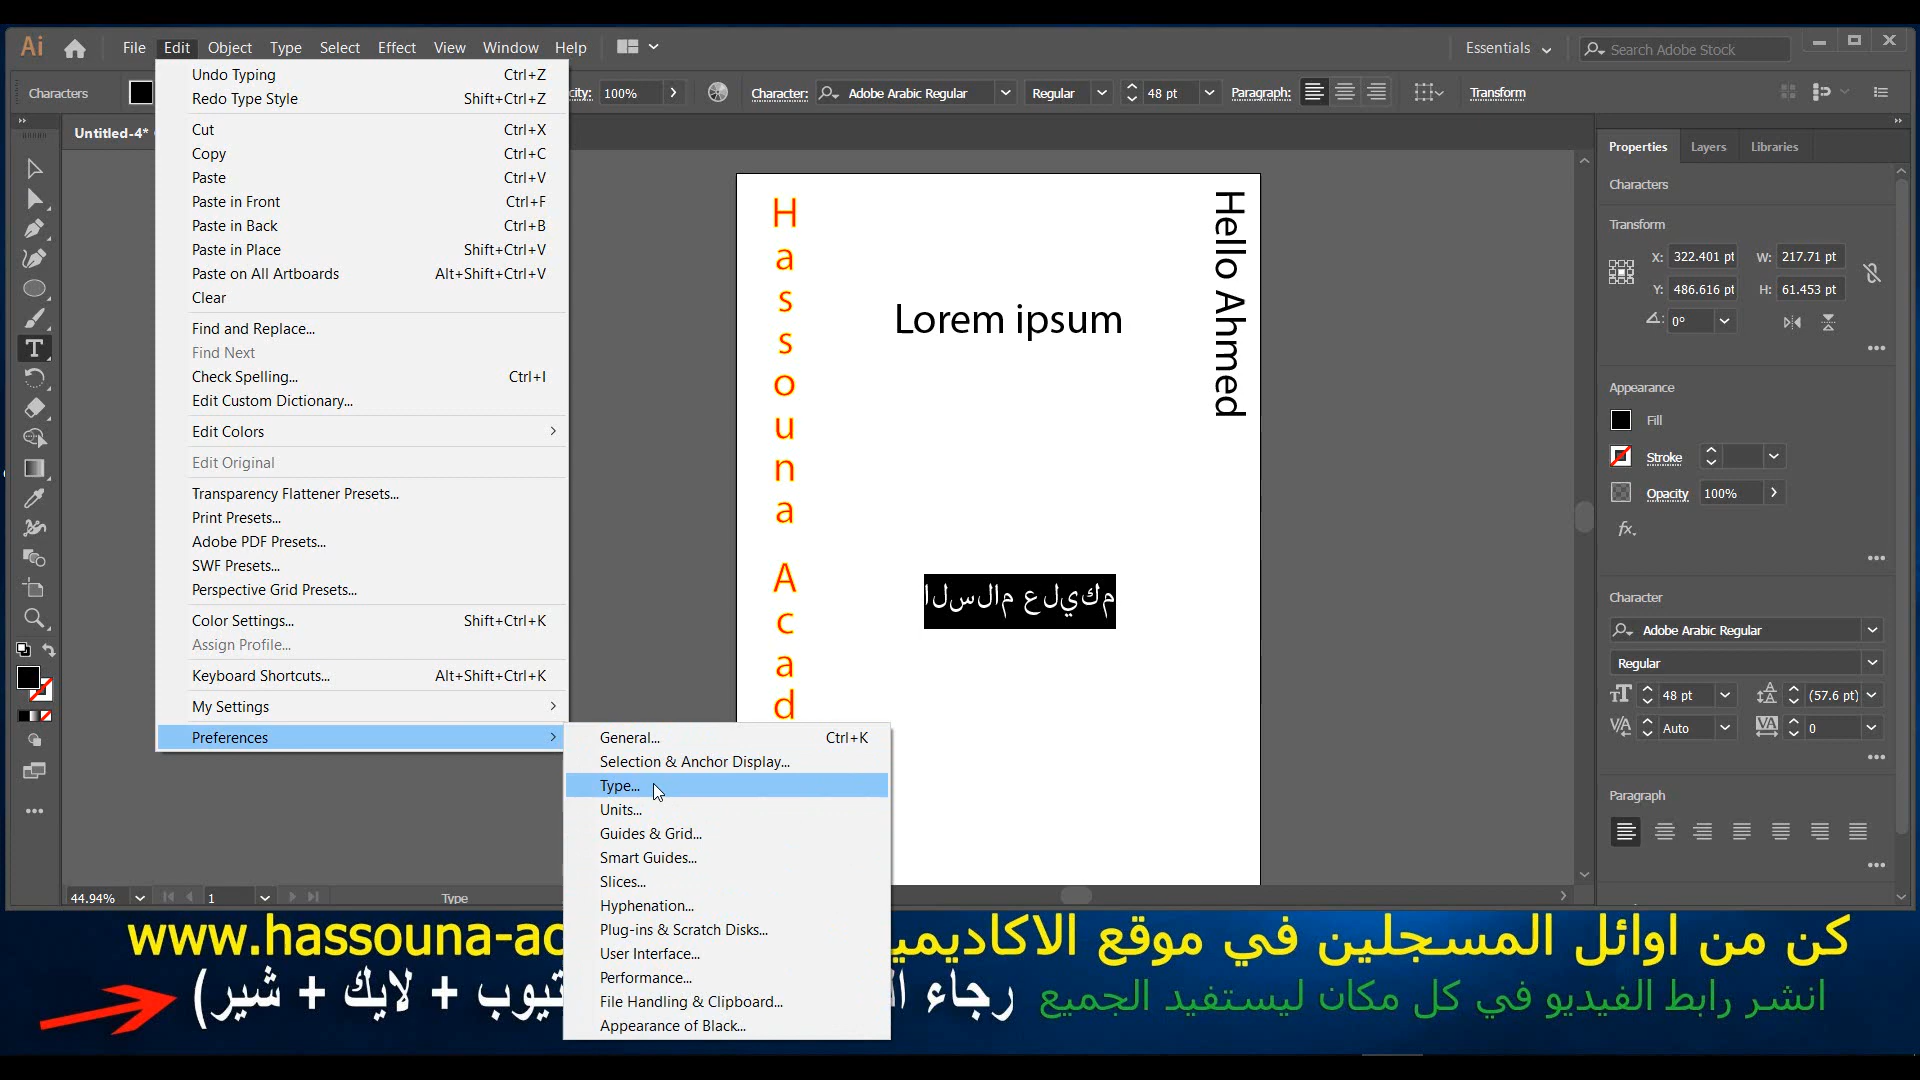 Ai File Edit Object Type Select Effect View Window Help Essentials Search Adobe Stock
Characters city: 100% Character: Adobe Arabic Regular Regular 48 pt Paragraph: Transform
Untitled-4*
Undo Typing Ctrl+Z
Redo Type Style Shift+Ctrl+Z
Cut Ctrl+X
Copy Ctrl+C
Paste Ctrl+V
Paste in Front Ctrl+F
Paste in Back Ctrl+B
Paste in Place Shift+Ctrl+V
Paste on All Artboards Alt+Shift+Ctrl+V
Clear
Find and Replace...
Find Next
Check Spelling... Ctrl+I
Edit Custom Dictionary...
Edit Colors
Edit Original
Transparency Flattener Presets...
Print Presets...
Adobe PDF Presets...
SWF Presets...
Perspective Grid Presets...
Color Settings... Shift+Ctrl+K
Assign Profile...
Keyboard Shortcuts... Alt+Shift+Ctrl+K
My Settings
Preferences
General... Ctrl+K
Selection & Anchor Display...
Type...
Units...
Guides & Grid...
Smart Guides...
Slices...
Hyphenation...
Plug-ins & Scratch Disks...
User Interface...
Performance...
File Handling & Clipboard...
Appearance of Black...
Hassouna Acad
Lorem ipsum
Hello Ahmed
السلام عليكم
Properties Layers Libraries
Characters
Transform
X: 322.401 pt W: 217.71 pt
Y: 486.616 pt H: 61.453 pt
0°
Appearance
Fill
Stroke
Opacity 100%
fx.
Character
Adobe Arabic Regular
Regular
48 pt (57.6 pt)
Auto 0
Paragraph
44.94% 1 Type
كن من اوائل المسجلين في موقع الاكاديمي www.hassouna-ac
انشر رابط الفيديو في كل مكان ليستفيد الجميع
رجاء ال تيوب + لايك + شير)